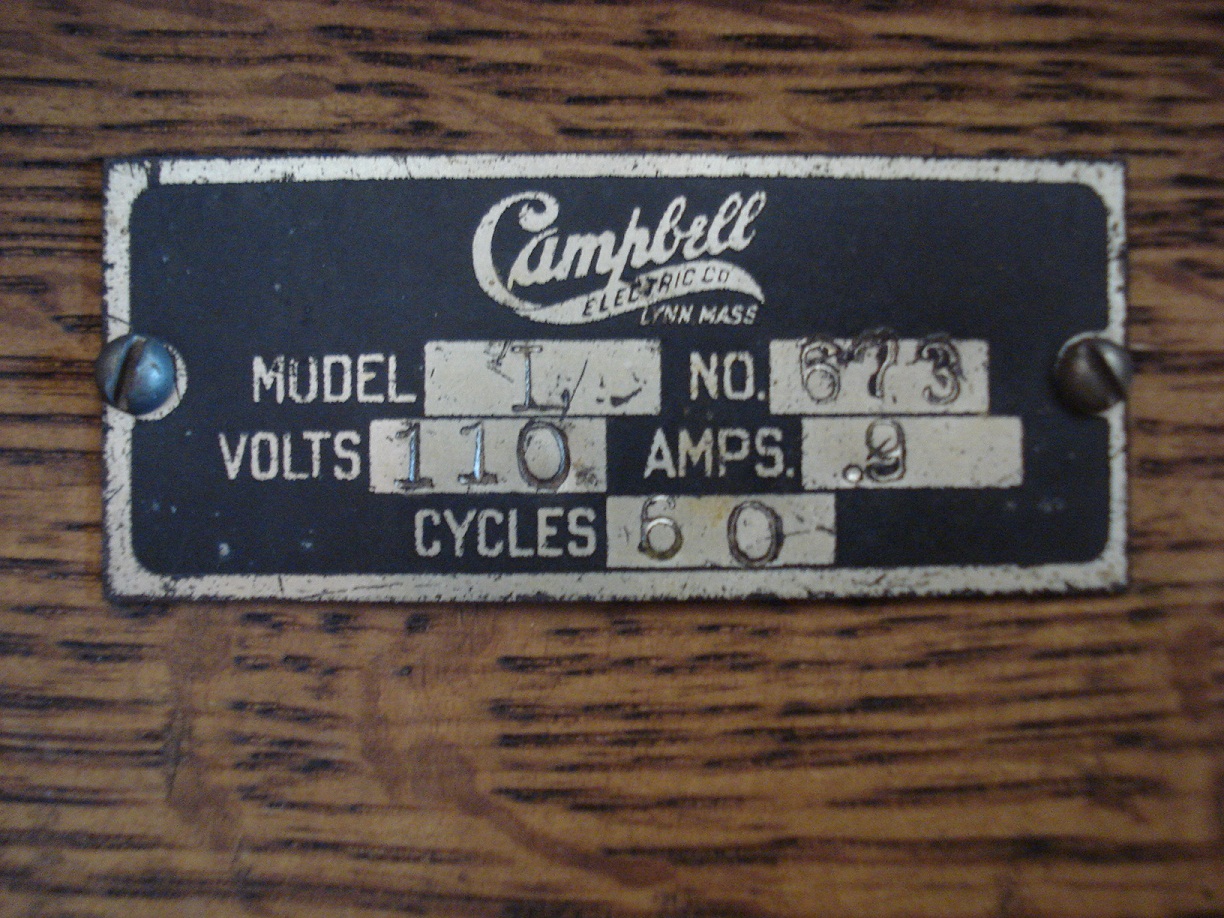 Campbell
ELECTRIC CO
LYNN, MASS
MODEL I NO. 673
VOLTS 110 AMPS. .9
CYCLES 60